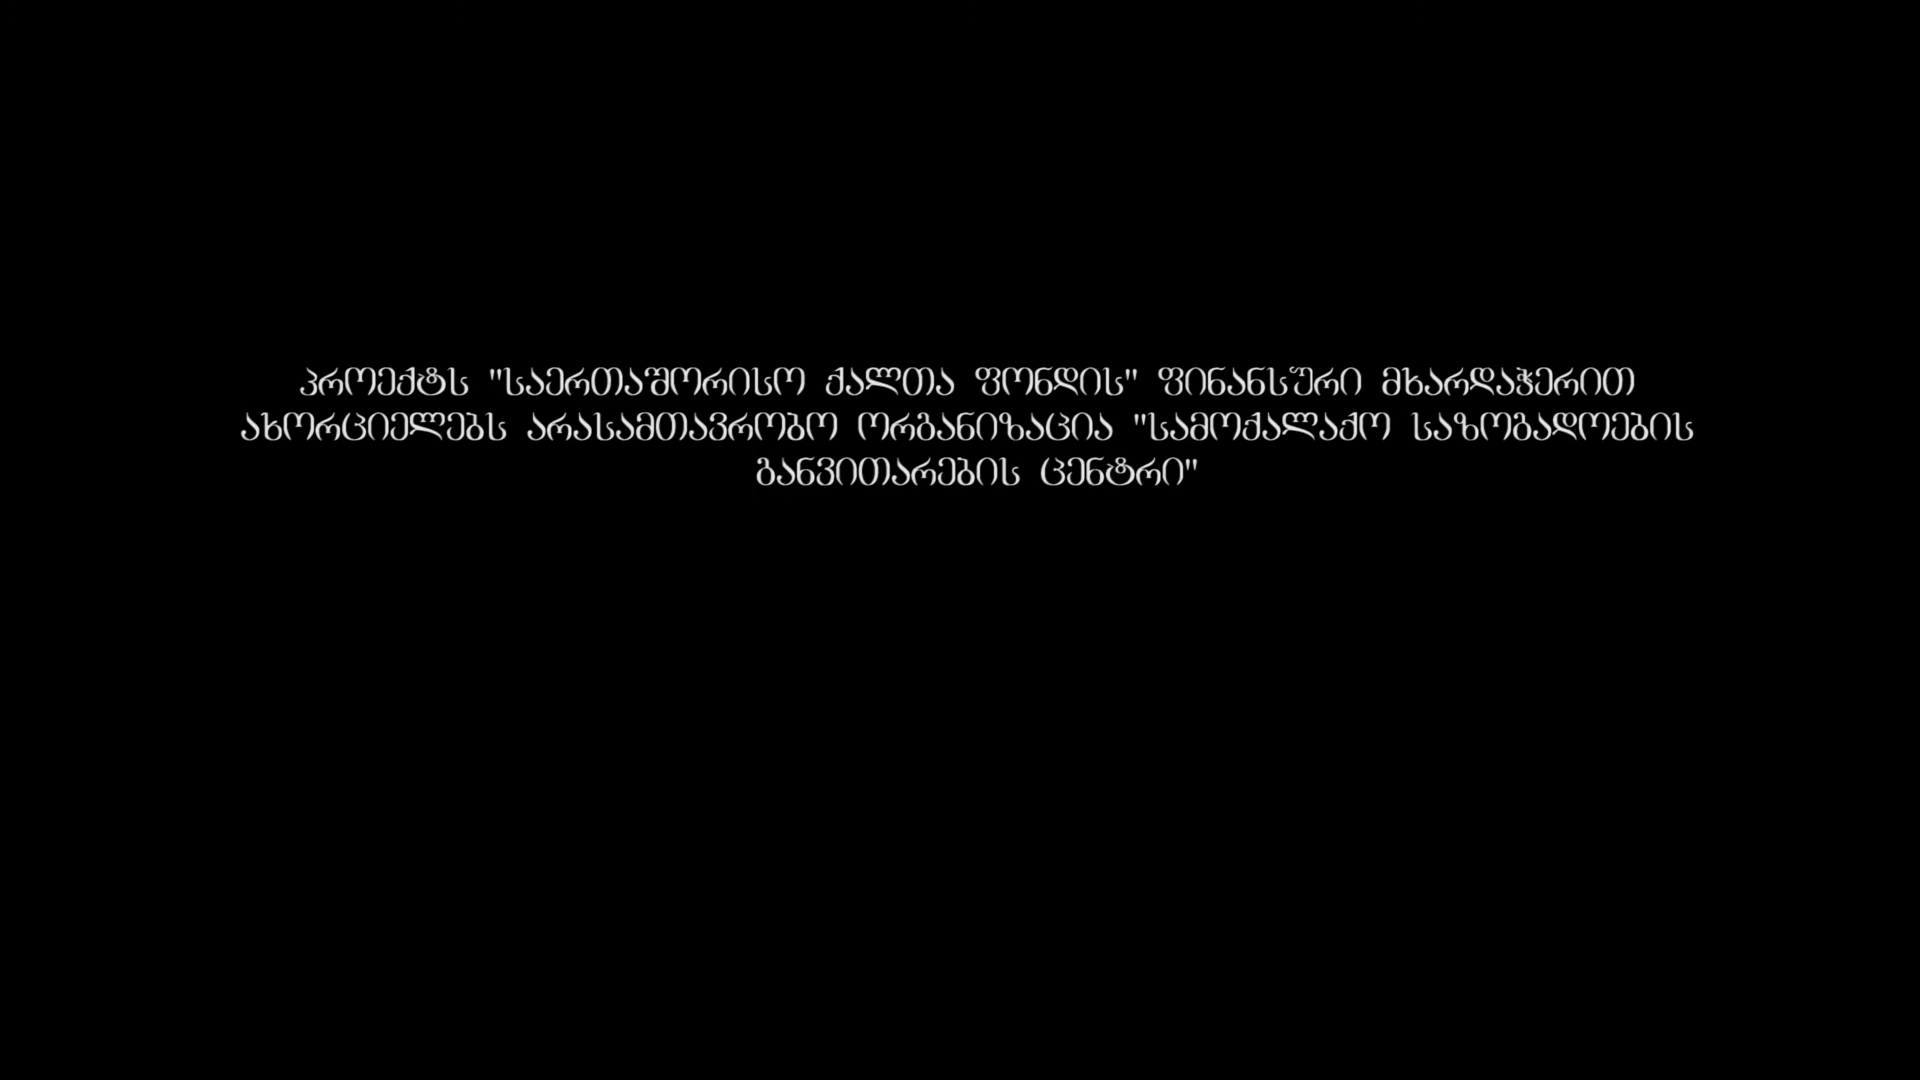 პროექტს "საერთაშორისო ქალთა ფონდის" ფინანსური მხარდაჭერით
ახორციელებს არასამთავრობო ორგანიზაცია "სამოქალაქო საზოგადოების
განვითარების ცენტრი"